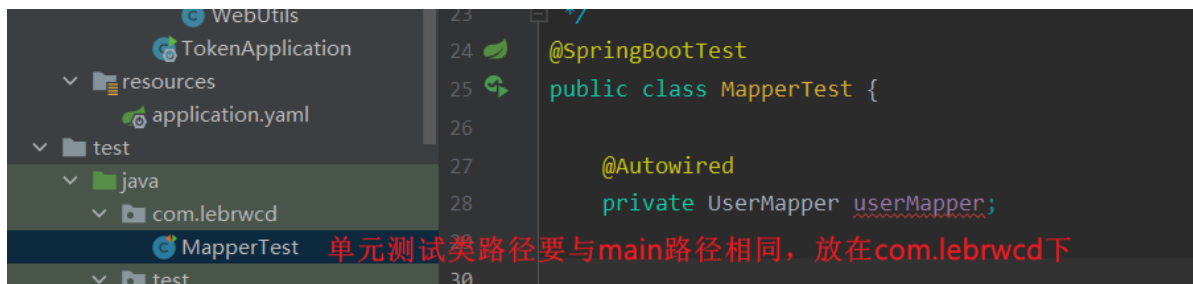 WebUtils
TokenApplication
resources
application.yaml
test
java
com.lebrwcd
MapperTest
test
23 */
24 @SpringBootTest
25 public class MapperTest {
26
27 @Autowired
28 private UserMapper userMapper;
29
单元测试类路径要与main路径相同，放在com.lebrwcd下
30